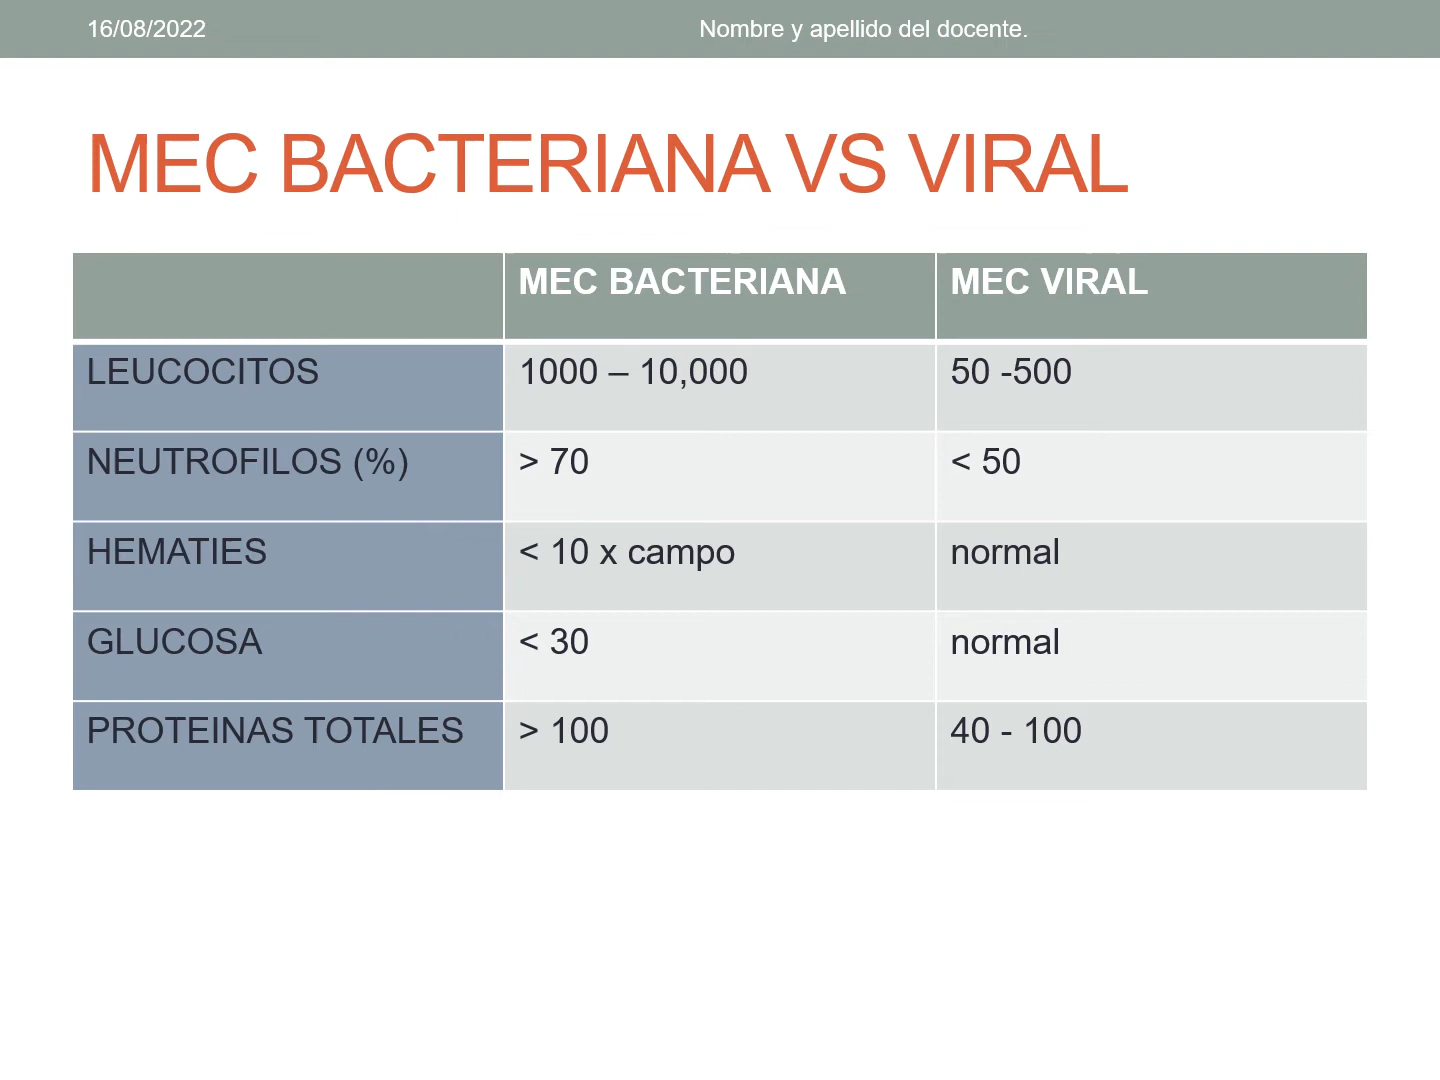 16/08/2022 Nombre y apellido del docente.
MEC BACTERIANA VS VIRAL
MEC BACTERIANA MEC VIRAL
LEUCOCITOS 1000 – 10,000 50 -500
NEUTROFILOS (%) > 70 < 50
HEMATIES < 10 x campo normal
GLUCOSA < 30 normal
PROTEINAS TOTALES > 100 40 - 100